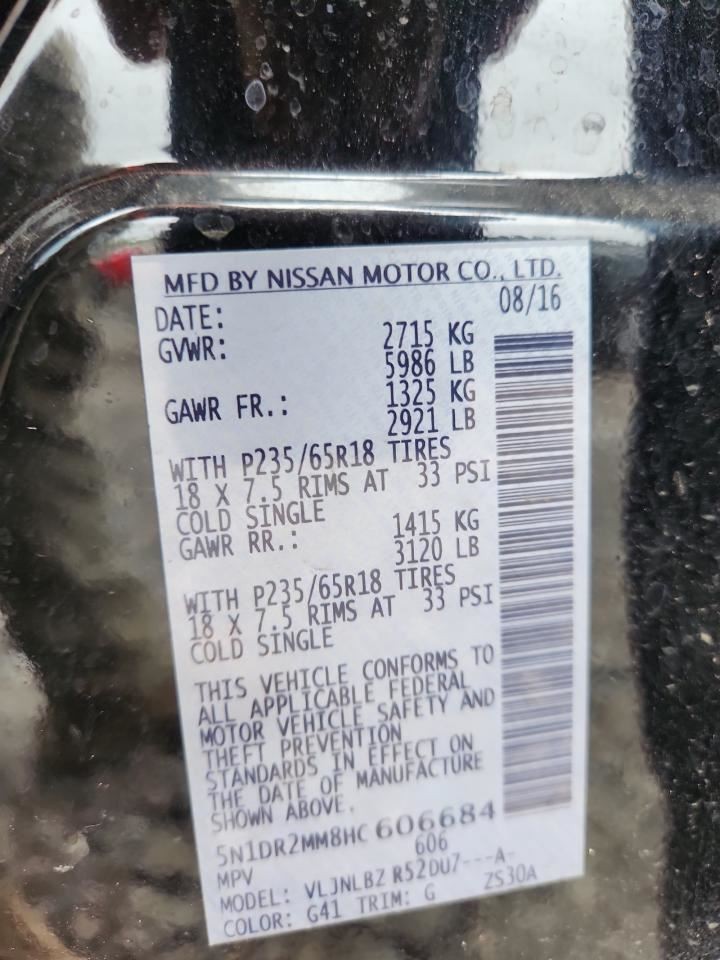 MFD BY NISSAN MOTOR CO., LTD.
DATE: 08/16
GVWR: 2715 KG
5986 LB
GAWR FR.: 1325 KG
2921 LB
WITH P235/65R18 TIRES
18 X 7.5 RIMS AT 33 PSI
COLD SINGLE
GAWR RR.: 1415 KG
3120 LB
WITH P235/65R18 TIRES
18 X 7.5 RIMS AT 33 PSI
COLD SINGLE
THIS VEHICLE CONFORMS TO
ALL APPLICABLE FEDERAL
MOTOR VEHICLE SAFETY AND
THEFT PREVENTION
STANDARDS IN EFFECT ON
THE DATE OF MANUFACTURE
SHOWN ABOVE.
5N1DR2MM8HC 606684
MPV 606
MODEL: VLJNLBZ R52DU7---A-
COLOR: G41 TRIM: G ZS30A